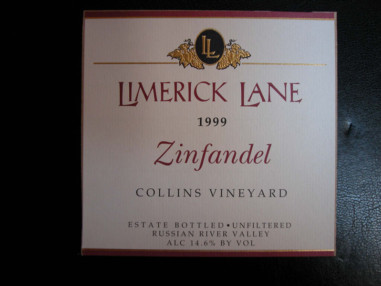 LL
LIMERICK LANE
1999
Zinfandel
COLLINS VINEYARD
ESTATE BOTTLED • UNFILTERED
RUSSIAN RIVER VALLEY
ALC 14.6% BY VOL